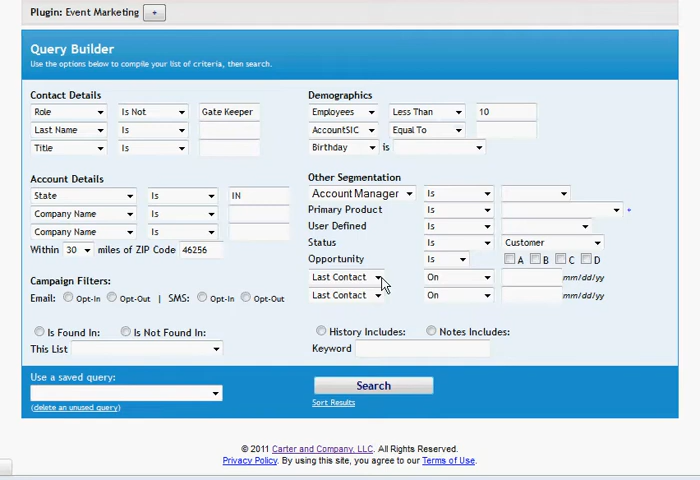 Plugin: Event Marketing +
Query Builder
Use the options below to compile your list of criteria, then search.
Contact Details
Role Is Not Gate Keeper
Last Name Is
Title Is
Account Details
State Is IN
Company Name Is
Company Name Is
Within 30 miles of ZIP Code 46256
Campaign Filters:
Email: Opt-In Opt-Out | SMS: Opt-In Opt-Out
Is Found In: Is Not Found In:
This List
Demographics
Employees Less Than 10
AccountSIC Equal To
Birthday is
Other Segmentation
Account Manager Is
Primary Product Is +
User Defined Is
Status Is Customer
Opportunity Is A B C D
Last Contact On mm/dd/yy
Last Contact On mm/dd/yy
History Includes: Notes Includes:
Keyword
Use a saved query:
(delete an unused query)
Search
Sort Results
© 2011 Carter and Company, LLC. All Rights Reserved.
Privacy Policy. By using this site, you agree to our Terms of Use.